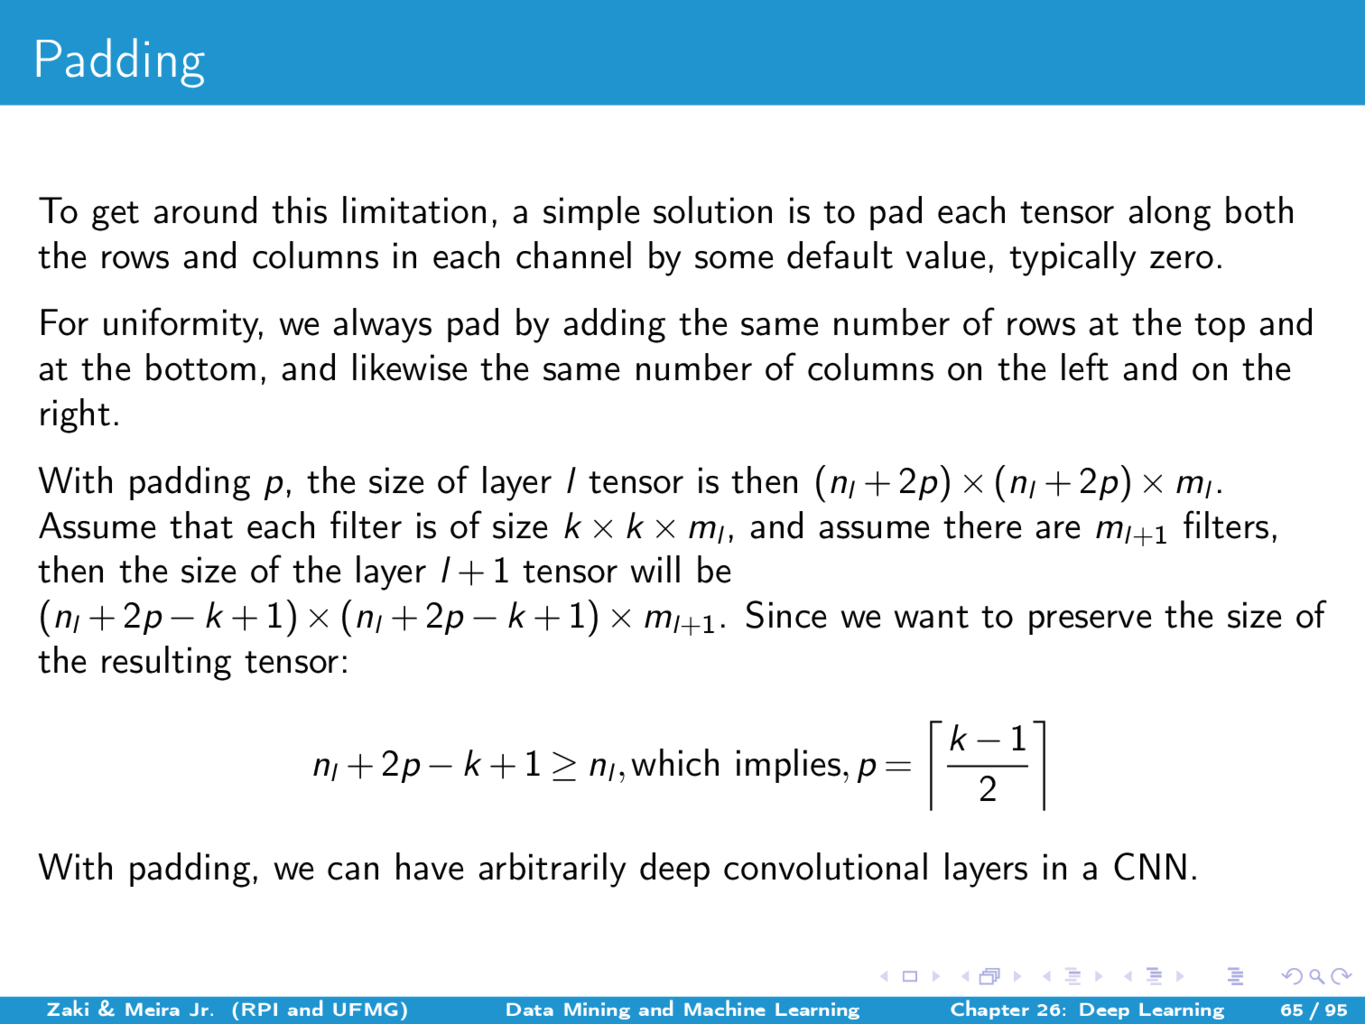 Padding
To get around this limitation, a simple solution is to pad each tensor along both
the rows and columns in each channel by some default value, typically zero.
For uniformity, we always pad by adding the same number of rows at the top and
at the bottom, and likewise the same number of columns on the left and on the
right.
With padding p, the size of layer l tensor is then (n_l + 2p) × (n_l + 2p) × m_l.
Assume that each filter is of size k × k × m_l, and assume there are m_{l+1} filters,
then the size of the layer l + 1 tensor will be
(n_l + 2p − k + 1) × (n_l + 2p − k + 1) × m_{l+1}. Since we want to preserve the size of
the resulting tensor:
n_l + 2p − k + 1 ≥ n_l, which implies, p = ⌈(k − 1)/2⌉
With padding, we can have arbitrarily deep convolutional layers in a CNN.
Zaki & Meira Jr. (RPI and UFMG) Data Mining and Machine Learning Chapter 26: Deep Learning 65 / 95